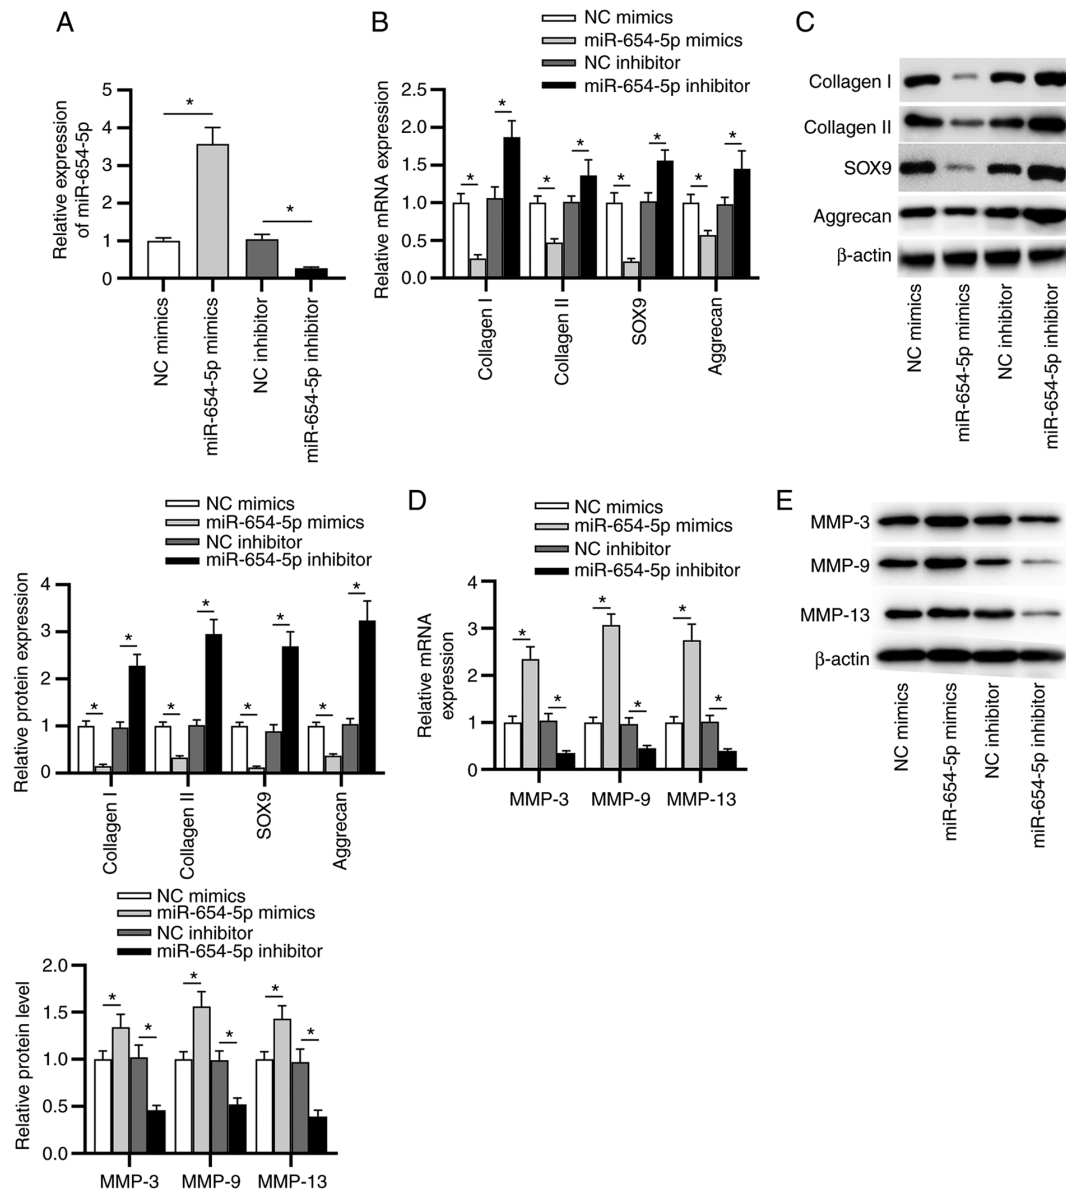 A
Relative expression
of miR-654-5p
5
4
3
2
1
0
*
*
NC mimics
miR-654-5p mimics
NC inhibitor
miR-654-5p inhibitor
B
NC mimics
miR-654-5p mimics
NC inhibitor
miR-654-5p inhibitor
Relative mRNA expression
2.5
2.0
1.5
1.0
0.5
0.0
*
*
*
*
*
*
*
*
Collagen I
Collagen II
SOX9
Aggrecan
C
Collagen I
Collagen II
SOX9
Aggrecan
β-actin
NC mimics
miR-654-5p mimics
NC inhibitor
miR-654-5p inhibitor
NC mimics
miR-654-5p mimics
NC inhibitor
miR-654-5p inhibitor
Relative protein expression
4
3
2
1
0
*
*
*
*
*
*
*
*
Collagen I
Collagen II
SOX9
Aggrecan
D
NC mimics
miR-654-5p mimics
NC inhibitor
miR-654-5p inhibitor
Relative mRNA
expression
4
3
2
1
0
*
*
*
*
*
*
MMP-3
MMP-9
MMP-13
E
MMP-3
MMP-9
MMP-13
β-actin
NC mimics
miR-654-5p mimics
NC inhibitor
miR-654-5p inhibitor
NC mimics
miR-654-5p mimics
NC inhibitor
miR-654-5p inhibitor
Relative protein level
2.0
1.5
1.0
0.5
0.0
*
*
*
*
*
*
MMP-3
MMP-9
MMP-13